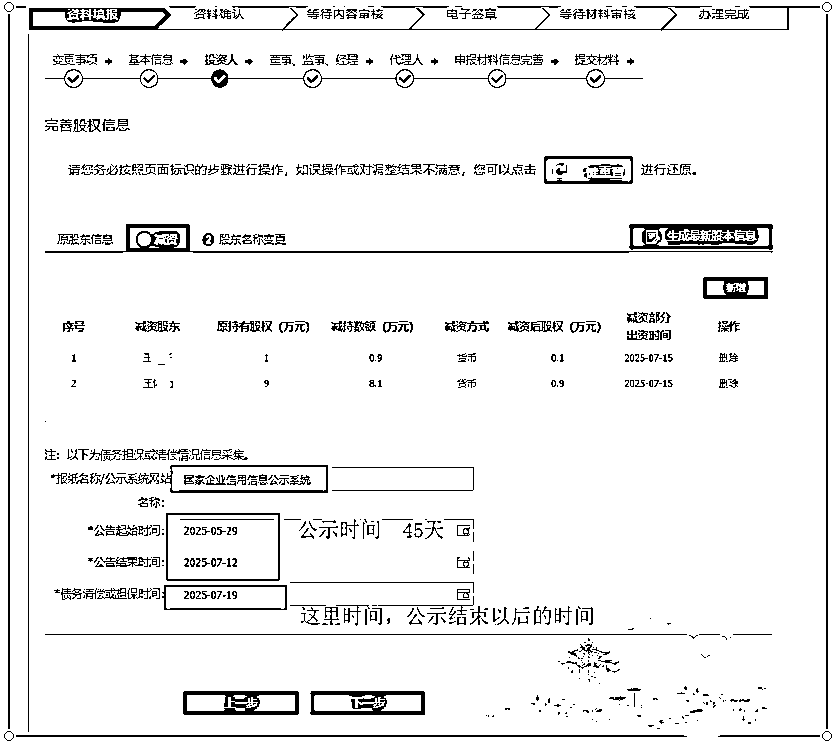 资料填报 资料确认 等待内容审核 电子签章 等待材料审核 办理完成
变更事项 基本信息 投资人 董事、监事、经理 代理人 申报材料信息完善 提交材料
完善股权信息
请您务必按照页面标识的步骤进行操作，如误操作或对调整结果不满意，您可以点击 进行还原。
原股东信息 减资 2 股东名称变更 生成最新股本信息
新增
序号 减资股东 原持有股权（万元） 减持数额（万元） 减资方式 减资后股权（万元） 减资部分出资时间 操作
1 王 1 0.9 货币 0.1 2025-07-15 删除
2 王 9 8.1 货币 0.9 2025-07-15 删除
注：以下为债务担保或清偿情况信息采集。
*报纸名称/公示系统网站 国家企业信用信息公示系统
名称：
*公告起始时间： 2025-05-29 公示时间 45天
*公告结束时间： 2025-07-12
*债务清偿或担保时间： 2025-07-19
这里时间，公示结束以后的时间
上一步 下一步